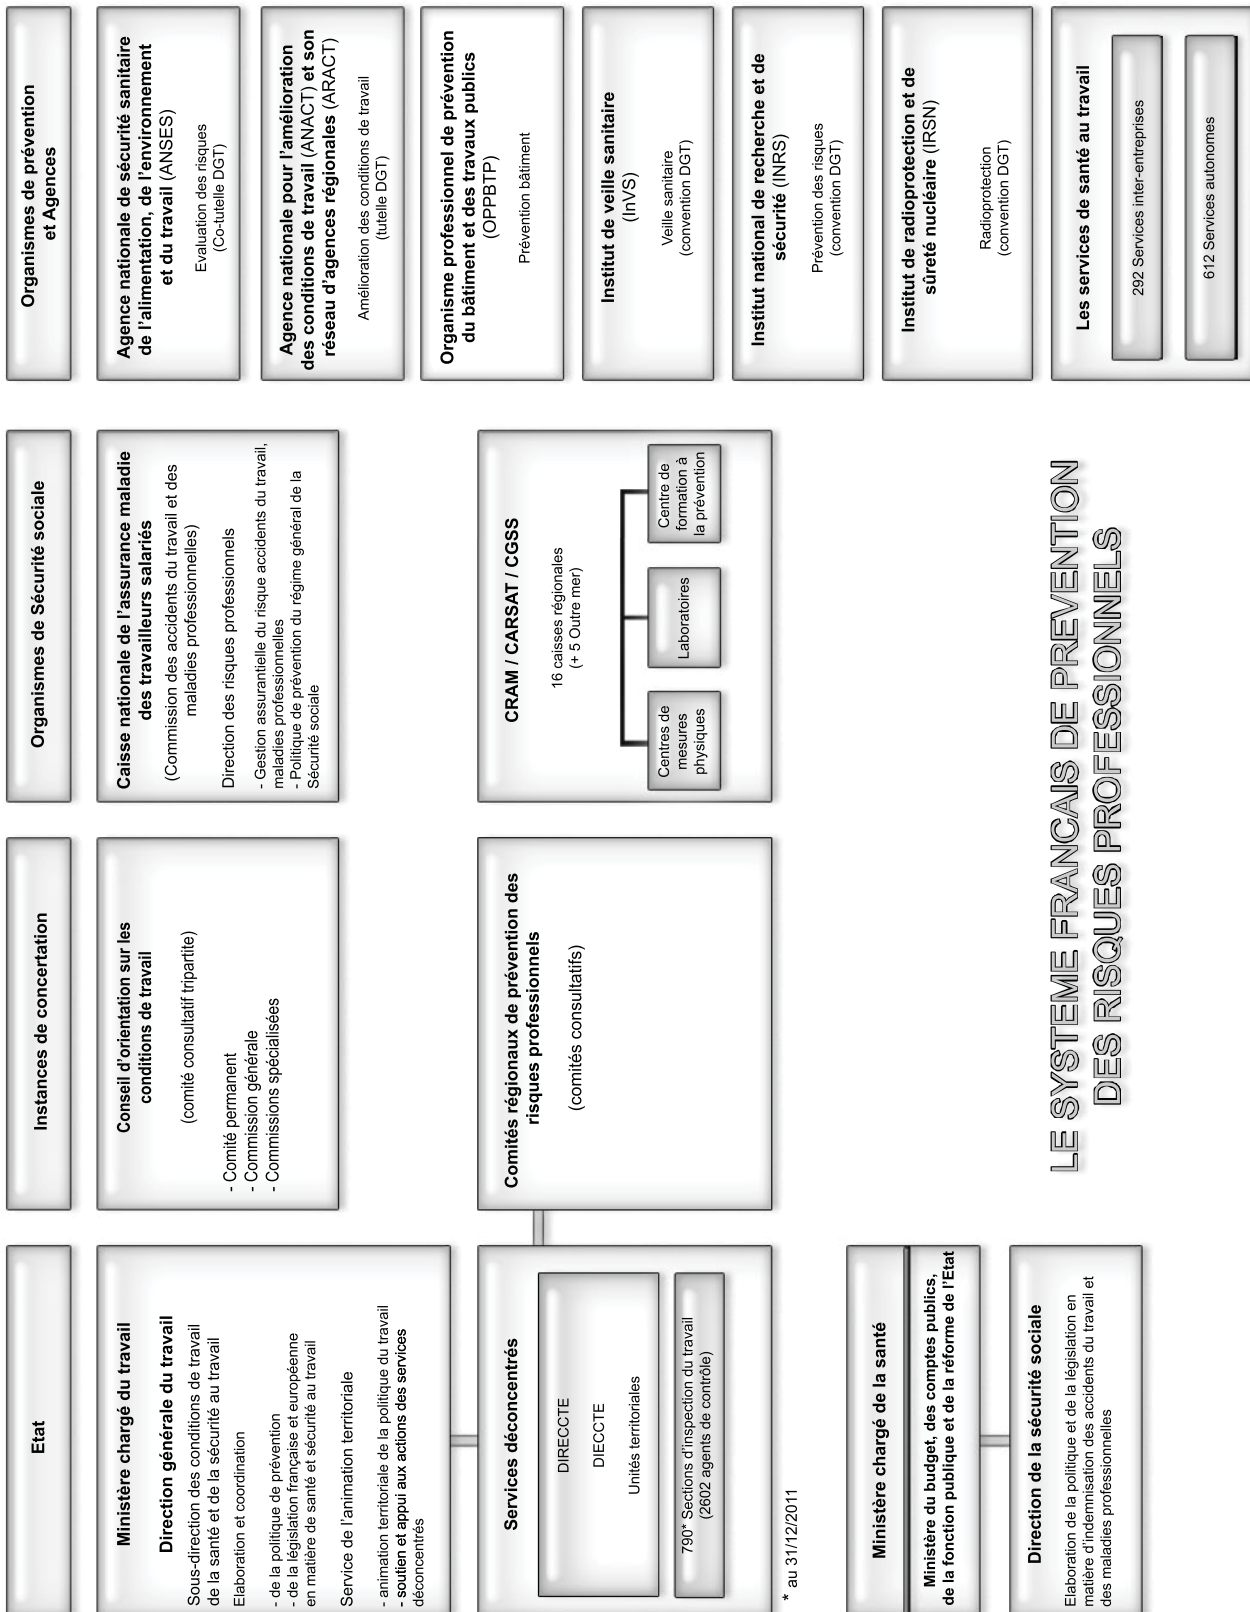 Etat
Ministère chargé du travail
Direction générale du travail
Sous-direction des conditions de travail
de la santé et de la sécurité au travail
Elaboration et coordination
- de la politique de prévention
- de la législation française et européenne
en matière de santé et sécurité au travail
Service de l'animation territoriale
- animation territoriale de la politique du travail
- soutien et appui aux actions des services
déconcentrés
Services déconcentrés
DIRECCTE
DIECCTE
Unités territoriales
790* Sections d'inspection du travail
(2602 agents de contrôle)
* au 31/12/2011
Ministère chargé de la santé
Ministère du budget, des comptes publics,
de la fonction publique et de la réforme de l'Etat
Direction de la sécurité sociale
Elaboration de la politique et de la législation en
matière d'indemnisation des accidents du travail et
des maladies professionnelles
Instances de concertation
Conseil d'orientation sur les
conditions de travail
(comité consultatif tripartite)
- Comité permanent
- Commission générale
- Commissions spécialisées
Comités régionaux de prévention des
risques professionnels
(comités consultatifs)
Organismes de Sécurité sociale
Caisse nationale de l'assurance maladie
des travailleurs salariés
(Commission des accidents du travail et des
maladies professionnelles)
Direction des risques professionnels
- Gestion assurantielle du risque accidents du travail,
maladies professionnelles
- Politique de prévention du régime général de la
Sécurité sociale
CRAM / CARSAT / CGSS
16 caisses régionales
(+ 5 Outre mer)
Centres de
mesures
physiques
Laboratoires
Centre de
formation à
la prévention
Organismes de prévention
et Agences
Agence nationale de sécurité sanitaire
de l'alimentation, de l'environnement
et du travail (ANSES)
Evaluation des risques
(Co-tutelle DGT)
Agence nationale pour l'amélioration
des conditions de travail (ANACT) et son
réseau d'agences régionales (ARACT)
Amélioration des conditions de travail
(tutelle DGT)
Organisme professionnel de prévention
du bâtiment et des travaux publics
(OPPBTP)
Prévention bâtiment
Institut de veille sanitaire
(InVS)
Veille sanitaire
(convention DGT)
Institut national de recherche et de
sécurité (INRS)
Prévention des risques
(convention DGT)
Institut de radioprotection et de
sûreté nucléaire (IRSN)
Radioprotection
(convention DGT)
Les services de santé au travail
292 Services inter-entreprises
612 Services autonomes
LE SYSTEME FRANCAIS DE PREVENTION
DES RISQUES PROFESSIONNELS